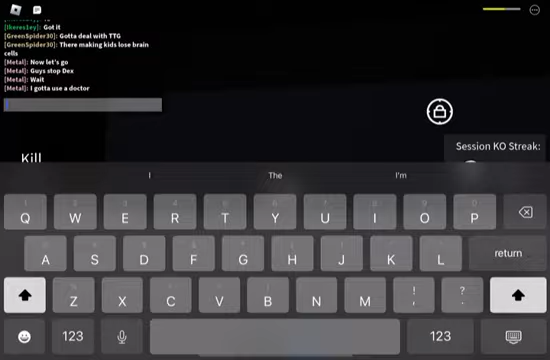 [lkeres1ey]: Got it
[GreenSpider30]: Gotta deal with TTG
[GreenSpider30]: There making kids lose brain
cells
[Metal]: Now let's go
[Metal]: Guys stop Dex
[Metal]: Wait
[Metal]: I gotta use a doctor
Session KO Streak:
Kill
I The I'm
Q W E R T Y U I O P
A S D F G H J K L return
Z X C V B N M ! , ? .
123 123